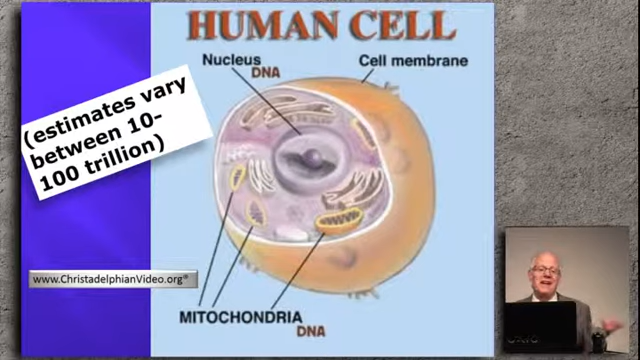 HUMAN CELL
Nucleus
DNA
Cell membrane
(estimates vary
between 10-
100 trillion)
www.ChristadelphianVideo.org®
MITOCHONDRIA
DNA